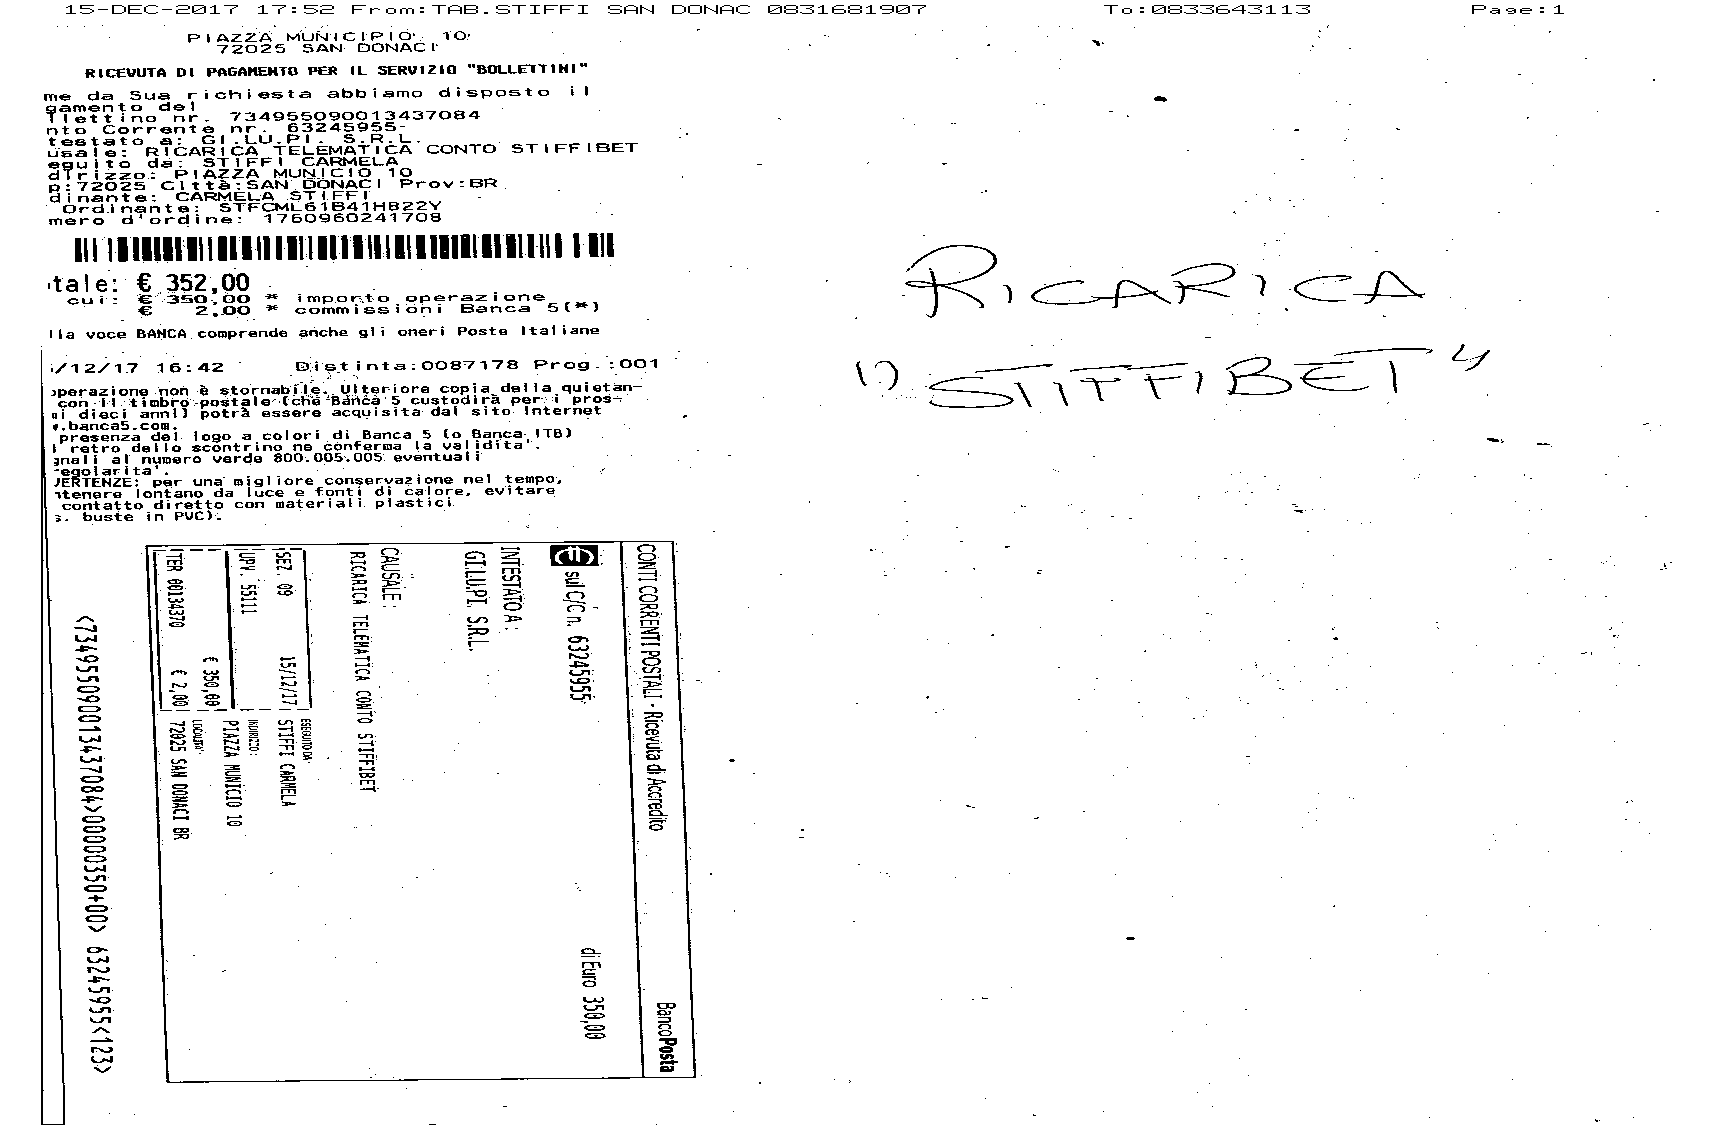 15-DEC-2017 17:52 From:TAB.STIFFI SAN DONAC 0831681907 To:0833643113 Page:1
PIAZZA MUNICIPIO, 10
72025 SAN DONACI
RICEVUTA DI PAGAMENTO PER IL SERVIZIO "BOLLETTINI"
me da Sua richiesta abbiamo disposto il
gamento del
llettino nr. 734955090013437084
nto Corrente nr. 63245955
testato a: GI.LU.PI. S.R.L.
usale: RICARICA TELEMATICA CONTO STIFFIBET
eguito da: STIFFI CARMELA
dirizzo: PIAZZA MUNICIO 10
p:72025 Città:SAN DONACI Prov:BR
dinante: CARMELA STIFFI
Ordinante: STFCML61B41H822Y
mero d'ordine: 1760960241708
tale: € 352,00
cui: € 350,00 * importo operazione
€ 2,00 * commissioni Banca 5(*)
lla voce BANCA comprende anche gli oneri Poste Italiane
/12/17 16:42 Distinta:0087178 Prog.:001
operazione non è stornabile. Ulteriore copia della quietan-
con il timbro postale (che Banca 5 custodirà per i pros-
mi dieci anni) potrà essere acquisita dal sito Internet
w.banca5.com.
presenza del logo a colori di Banca 5 (o Banca ITB)
l retro dello scontrino ne conferma la validita'.
gnali al numero verde 800.005.005 eventuali
regolarita'.
VERTENZE: per una migliore conservazione nel tempo,
ntenere lontano da luce e fonti di calore, evitare
contatto diretto con materiali plastici
s. buste in PVC).
RICARICA
"STIFFIBET"
CONTI CORRENTI POSTALI - Ricevuta di Accredito BancoPosta
sul C/C n. 63245955 di Euro 350,00
INTESTATO A:
GI.LU.PI. S.R.L.
CAUSALE:
RICARICA TELEMATICA CONTO STIFFIBET
SEZ. 09 15/12/17
UPV. 55111
€ 350,00
TER 00134370 € 2,00
ESEGUITO DA:
STIFFI CARMELA
INDIRIZZO:
PIAZZA MUNICIO 10
LOCALITA':
72025 SAN DONACI BR
<734955090013437084>00000350+00> 63245955<123>